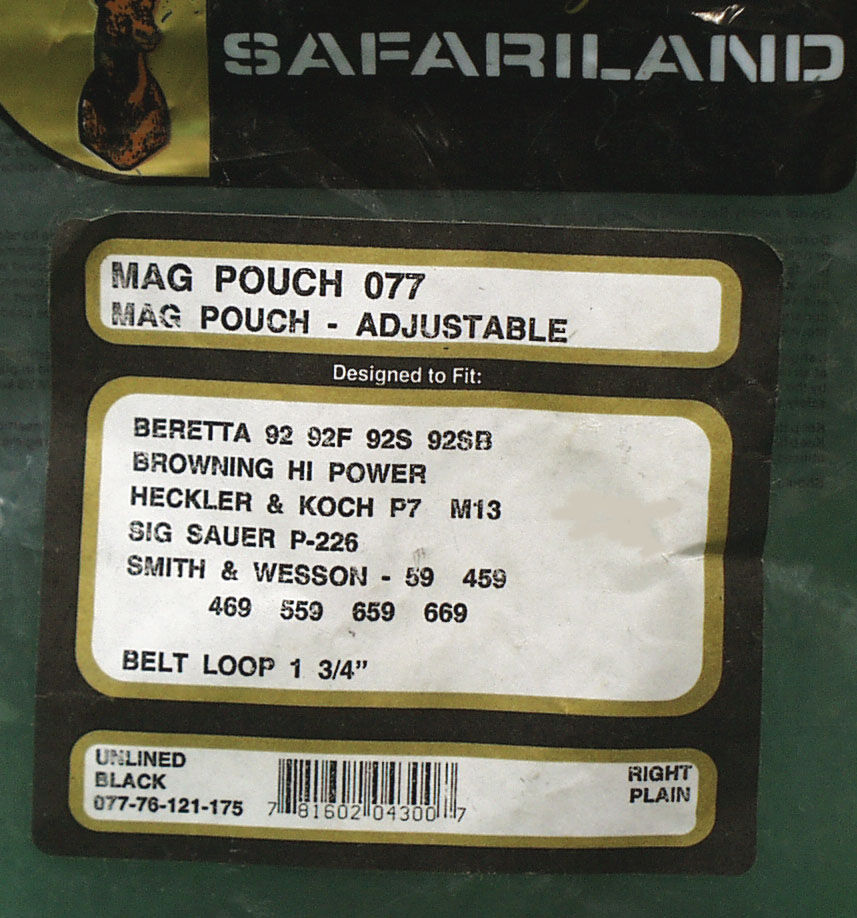 SAFARILAND
MAG POUCH 077
MAG POUCH - ADJUSTABLE
Designed to Fit:
BERETTA 92 92F 92S 92SB
BROWNING HI POWER
HECKLER & KOCH P7 M13
SIG SAUER P-226
SMITH & WESSON - 59 459
469 559 659 669
BELT LOOP 1 3/4”
UNLINED
BLACK
077-76-121-175
7 81602 04300 7
RIGHT
PLAIN